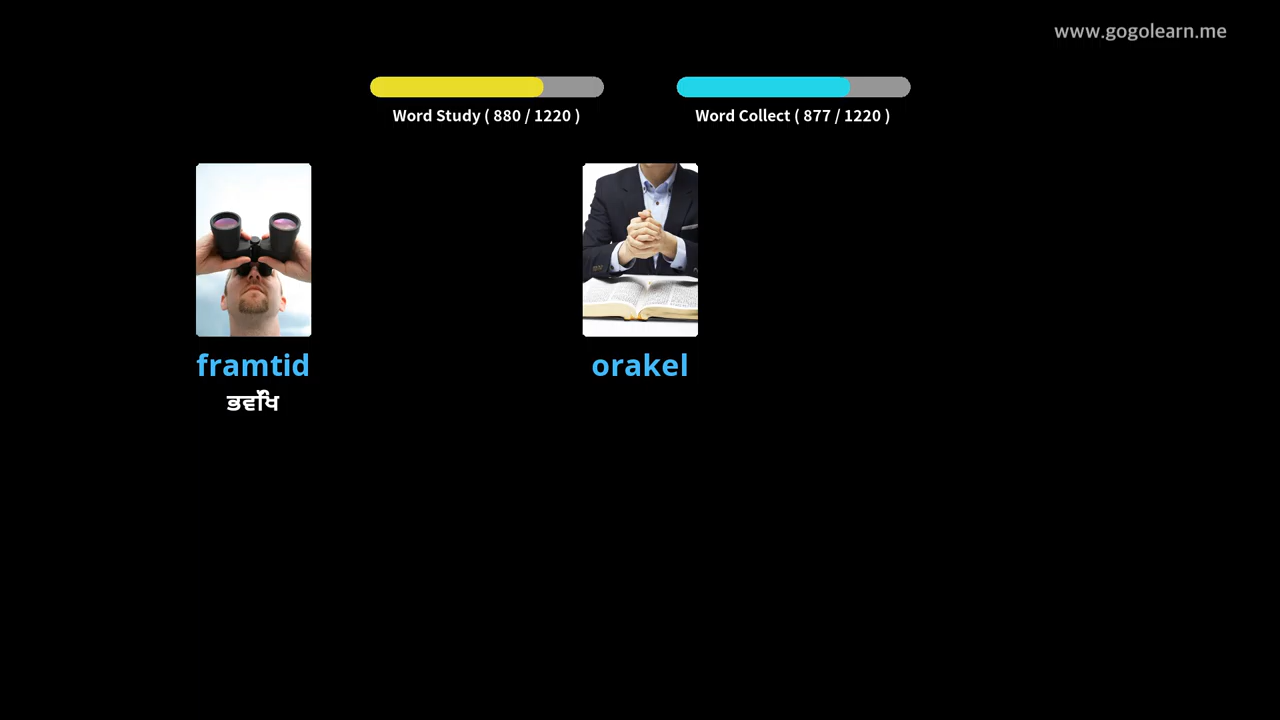 www.gogolearn.me
Word Study ( 880 / 1220 )
Word Collect ( 877 / 1220 )
framtid
orakel
ਭਵੱਖਿ